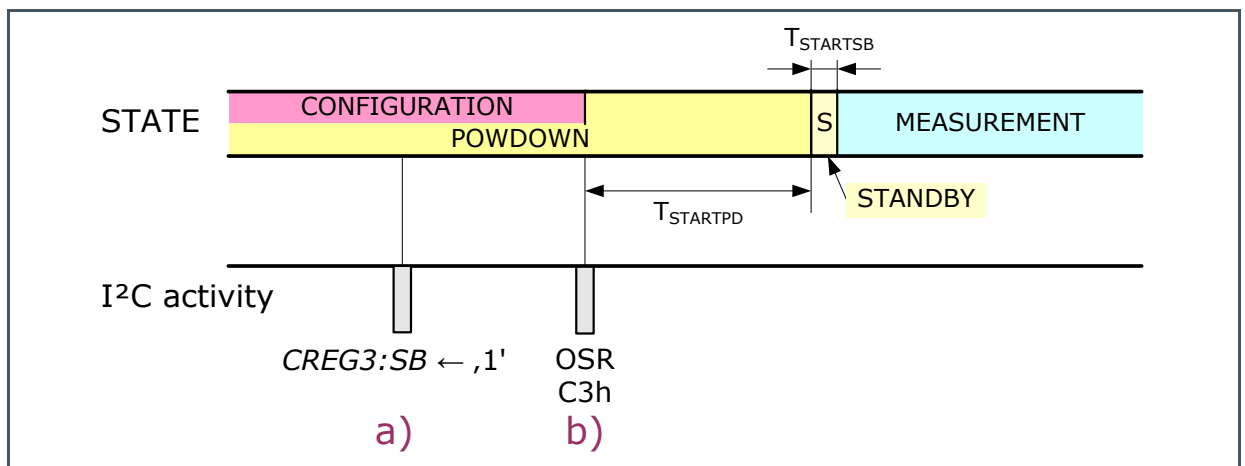 TSTARTSB
STATE
CONFIGURATION
POWDOWN
S
MEASUREMENT
STANDBY
TSTARTPD
I²C activity
CREG3:SB ← ‚1'
OSR
C3h
a)
b)